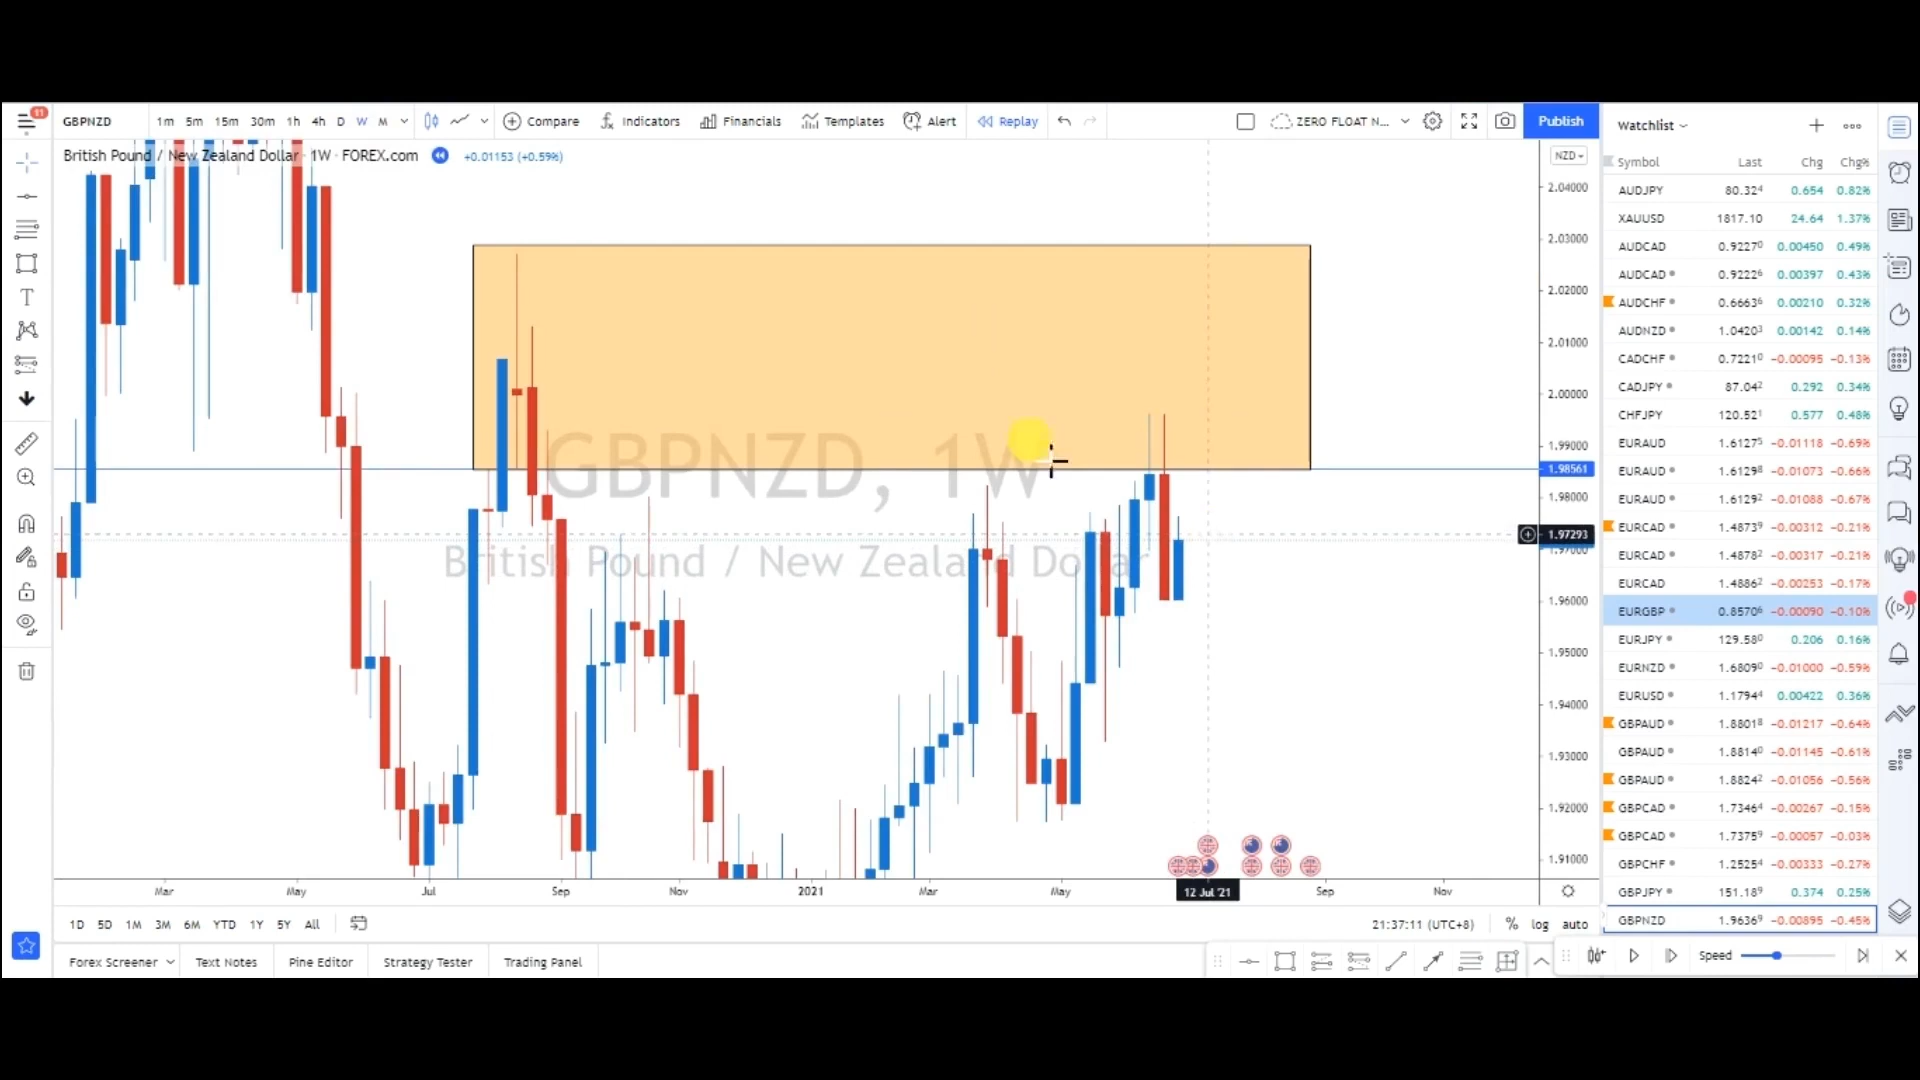 11
GBPNZD 1m 5m 15m 30m 1h 4h D W M Compare Indicators Financials Templates Alert Replay ZERO FLOAT N... Publish
British Pound / New Zealand Dollar · 1W · FOREX.com +0.01153 (+0.59%)
NZD
2.04000
2.03000
2.02000
2.01000
2.00000
1.99000
1.98561
1.98000
1.97293
1.97000
1.96000
1.95000
1.94000
1.93000
1.92000
1.91000
GBPNZD, 1W
British Pound / New Zealand Dollar
Mar May Jul Sep Nov 2021 Mar May 12 Jul '21 Sep Nov
1D 5D 1M 3M 6M YTD 1Y 5Y All 21:37:11 (UTC+8) % log auto
Forex Screener Text Notes Pine Editor Strategy Tester Trading Panel
Watchlist
Symbol Last Chg Chg%
AUDJPY 80.324 0.654 0.82%
XAUUSD 1817.10 24.64 1.37%
AUDCAD 0.92270 0.00450 0.49%
AUDCAD 0.92226 0.00397 0.43%
AUDCHF 0.66636 0.00210 0.32%
AUDNZD 1.04203 0.00142 0.14%
CADCHF 0.72210 -0.00095 -0.13%
CADJPY 87.042 0.292 0.34%
CHFJPY 120.521 0.577 0.48%
EURAUD 1.61275 -0.01118 -0.69%
EURAUD 1.61298 -0.01073 -0.66%
EURAUD 1.61292 -0.01088 -0.67%
EURCAD 1.48739 -0.00312 -0.21%
EURCAD 1.48782 -0.00317 -0.21%
EURCAD 1.48862 -0.00253 -0.17%
EURGBP 0.85706 -0.00090 -0.10%
EURJPY 129.580 0.206 0.16%
EURNZD 1.68090 -0.01000 -0.59%
EURUSD 1.17944 0.00422 0.36%
GBPAUD 1.88018 -0.01217 -0.64%
GBPAUD 1.88140 -0.01145 -0.61%
GBPAUD 1.88242 -0.01056 -0.56%
GBPCAD 1.73464 -0.00267 -0.15%
GBPCAD 1.73759 -0.00057 -0.03%
GBPCHF 1.25254 -0.00333 -0.27%
GBPJPY 151.189 0.374 0.25%
GBPNZD 1.96369 -0.00895 -0.45%
Speed